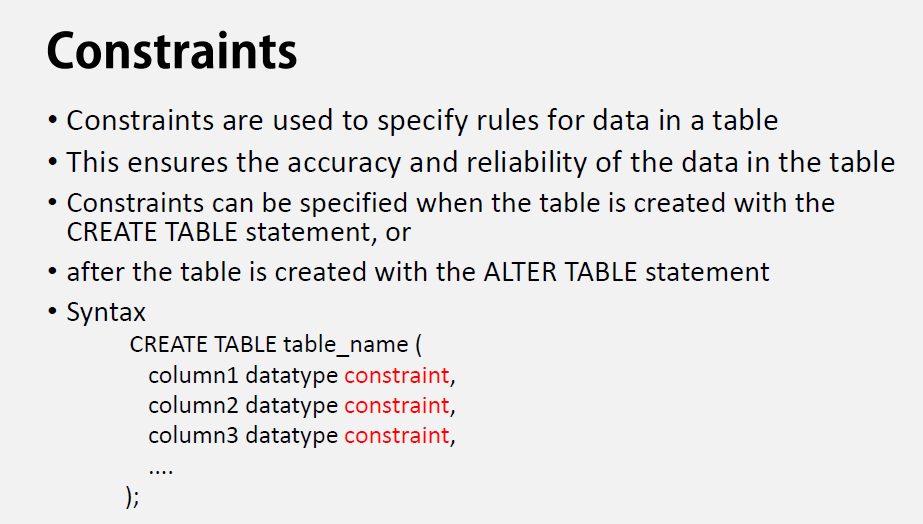 Constraints
• Constraints are used to specify rules for data in a table
• This ensures the accuracy and reliability of the data in the table
• Constraints can be specified when the table is created with the
CREATE TABLE statement, or
• after the table is created with the ALTER TABLE statement
• Syntax
CREATE TABLE table_name (
column1 datatype constraint,
column2 datatype constraint,
column3 datatype constraint,
....
);